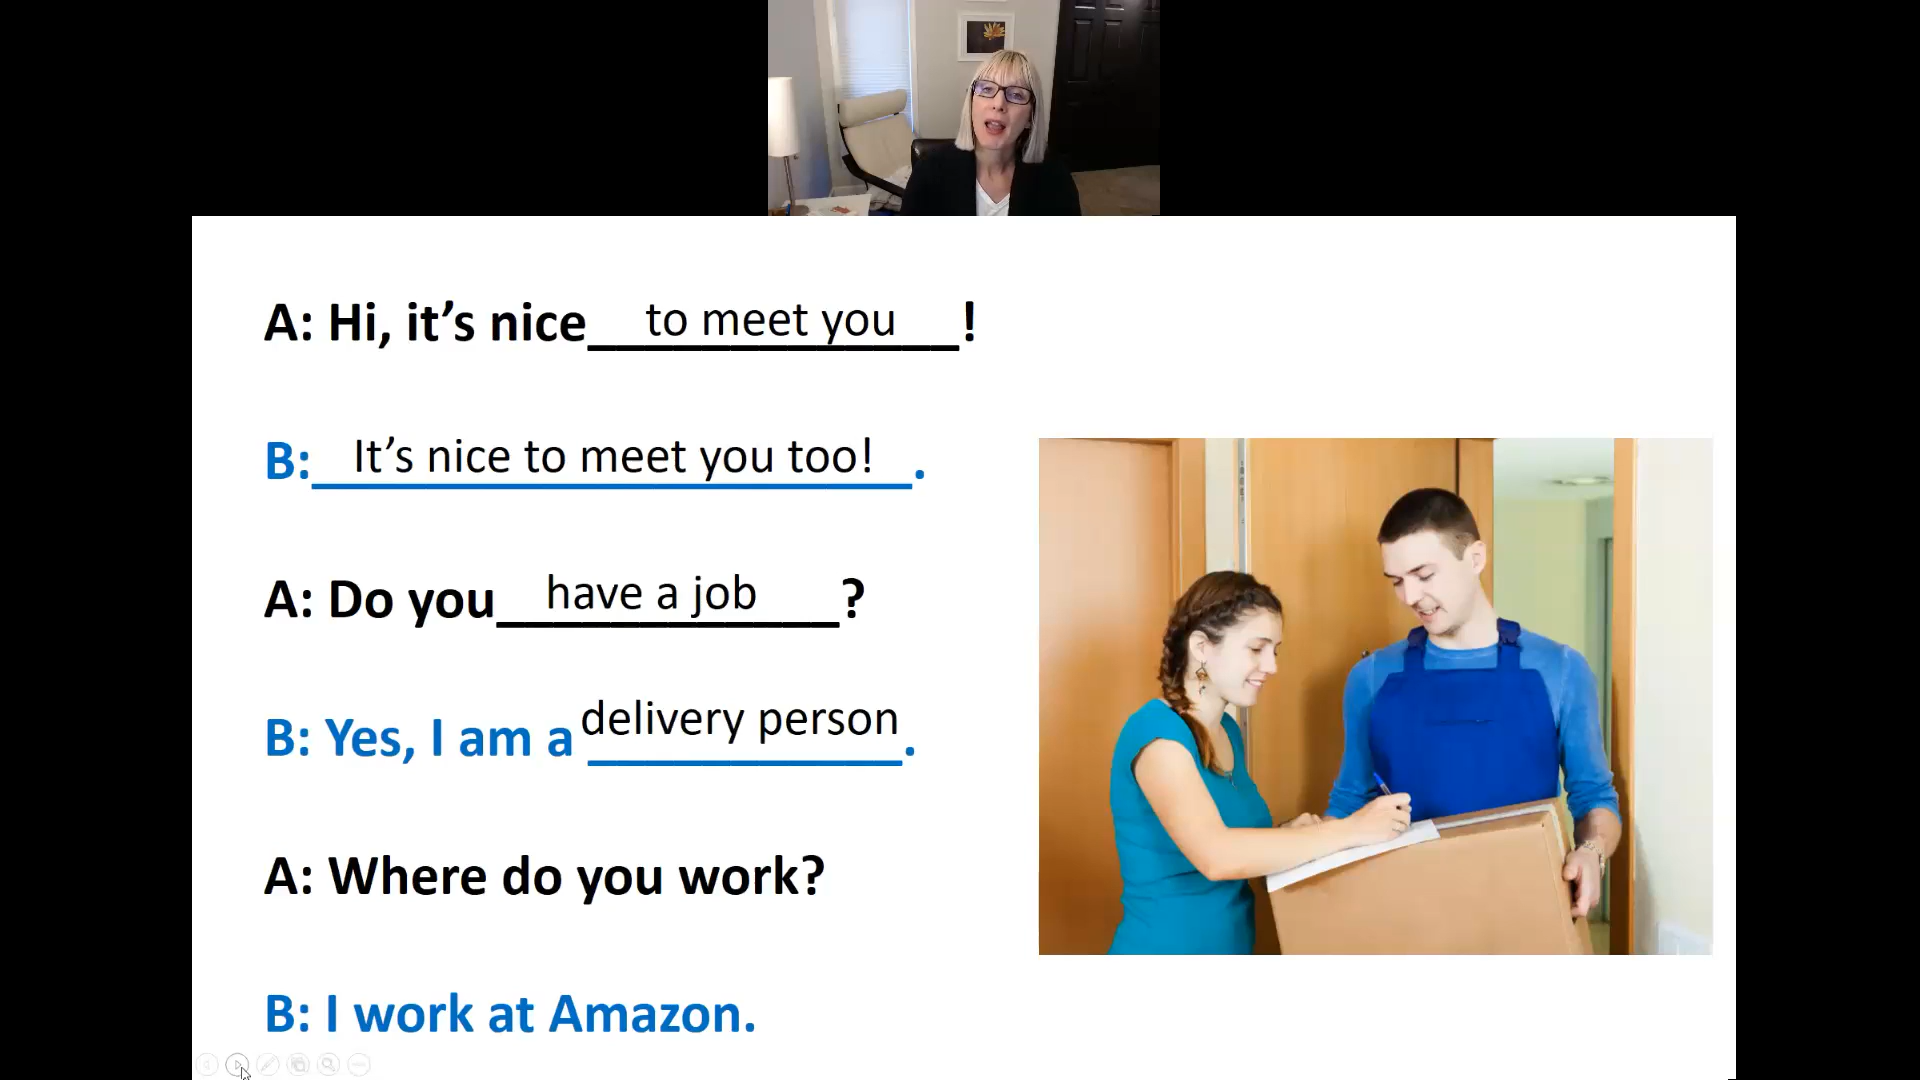 A: Hi, it’s nice to meet you!
B: It’s nice to meet you too! .
A: Do you have a job?
B: Yes, I am a delivery person.
A: Where do you work?
B: I work at Amazon.